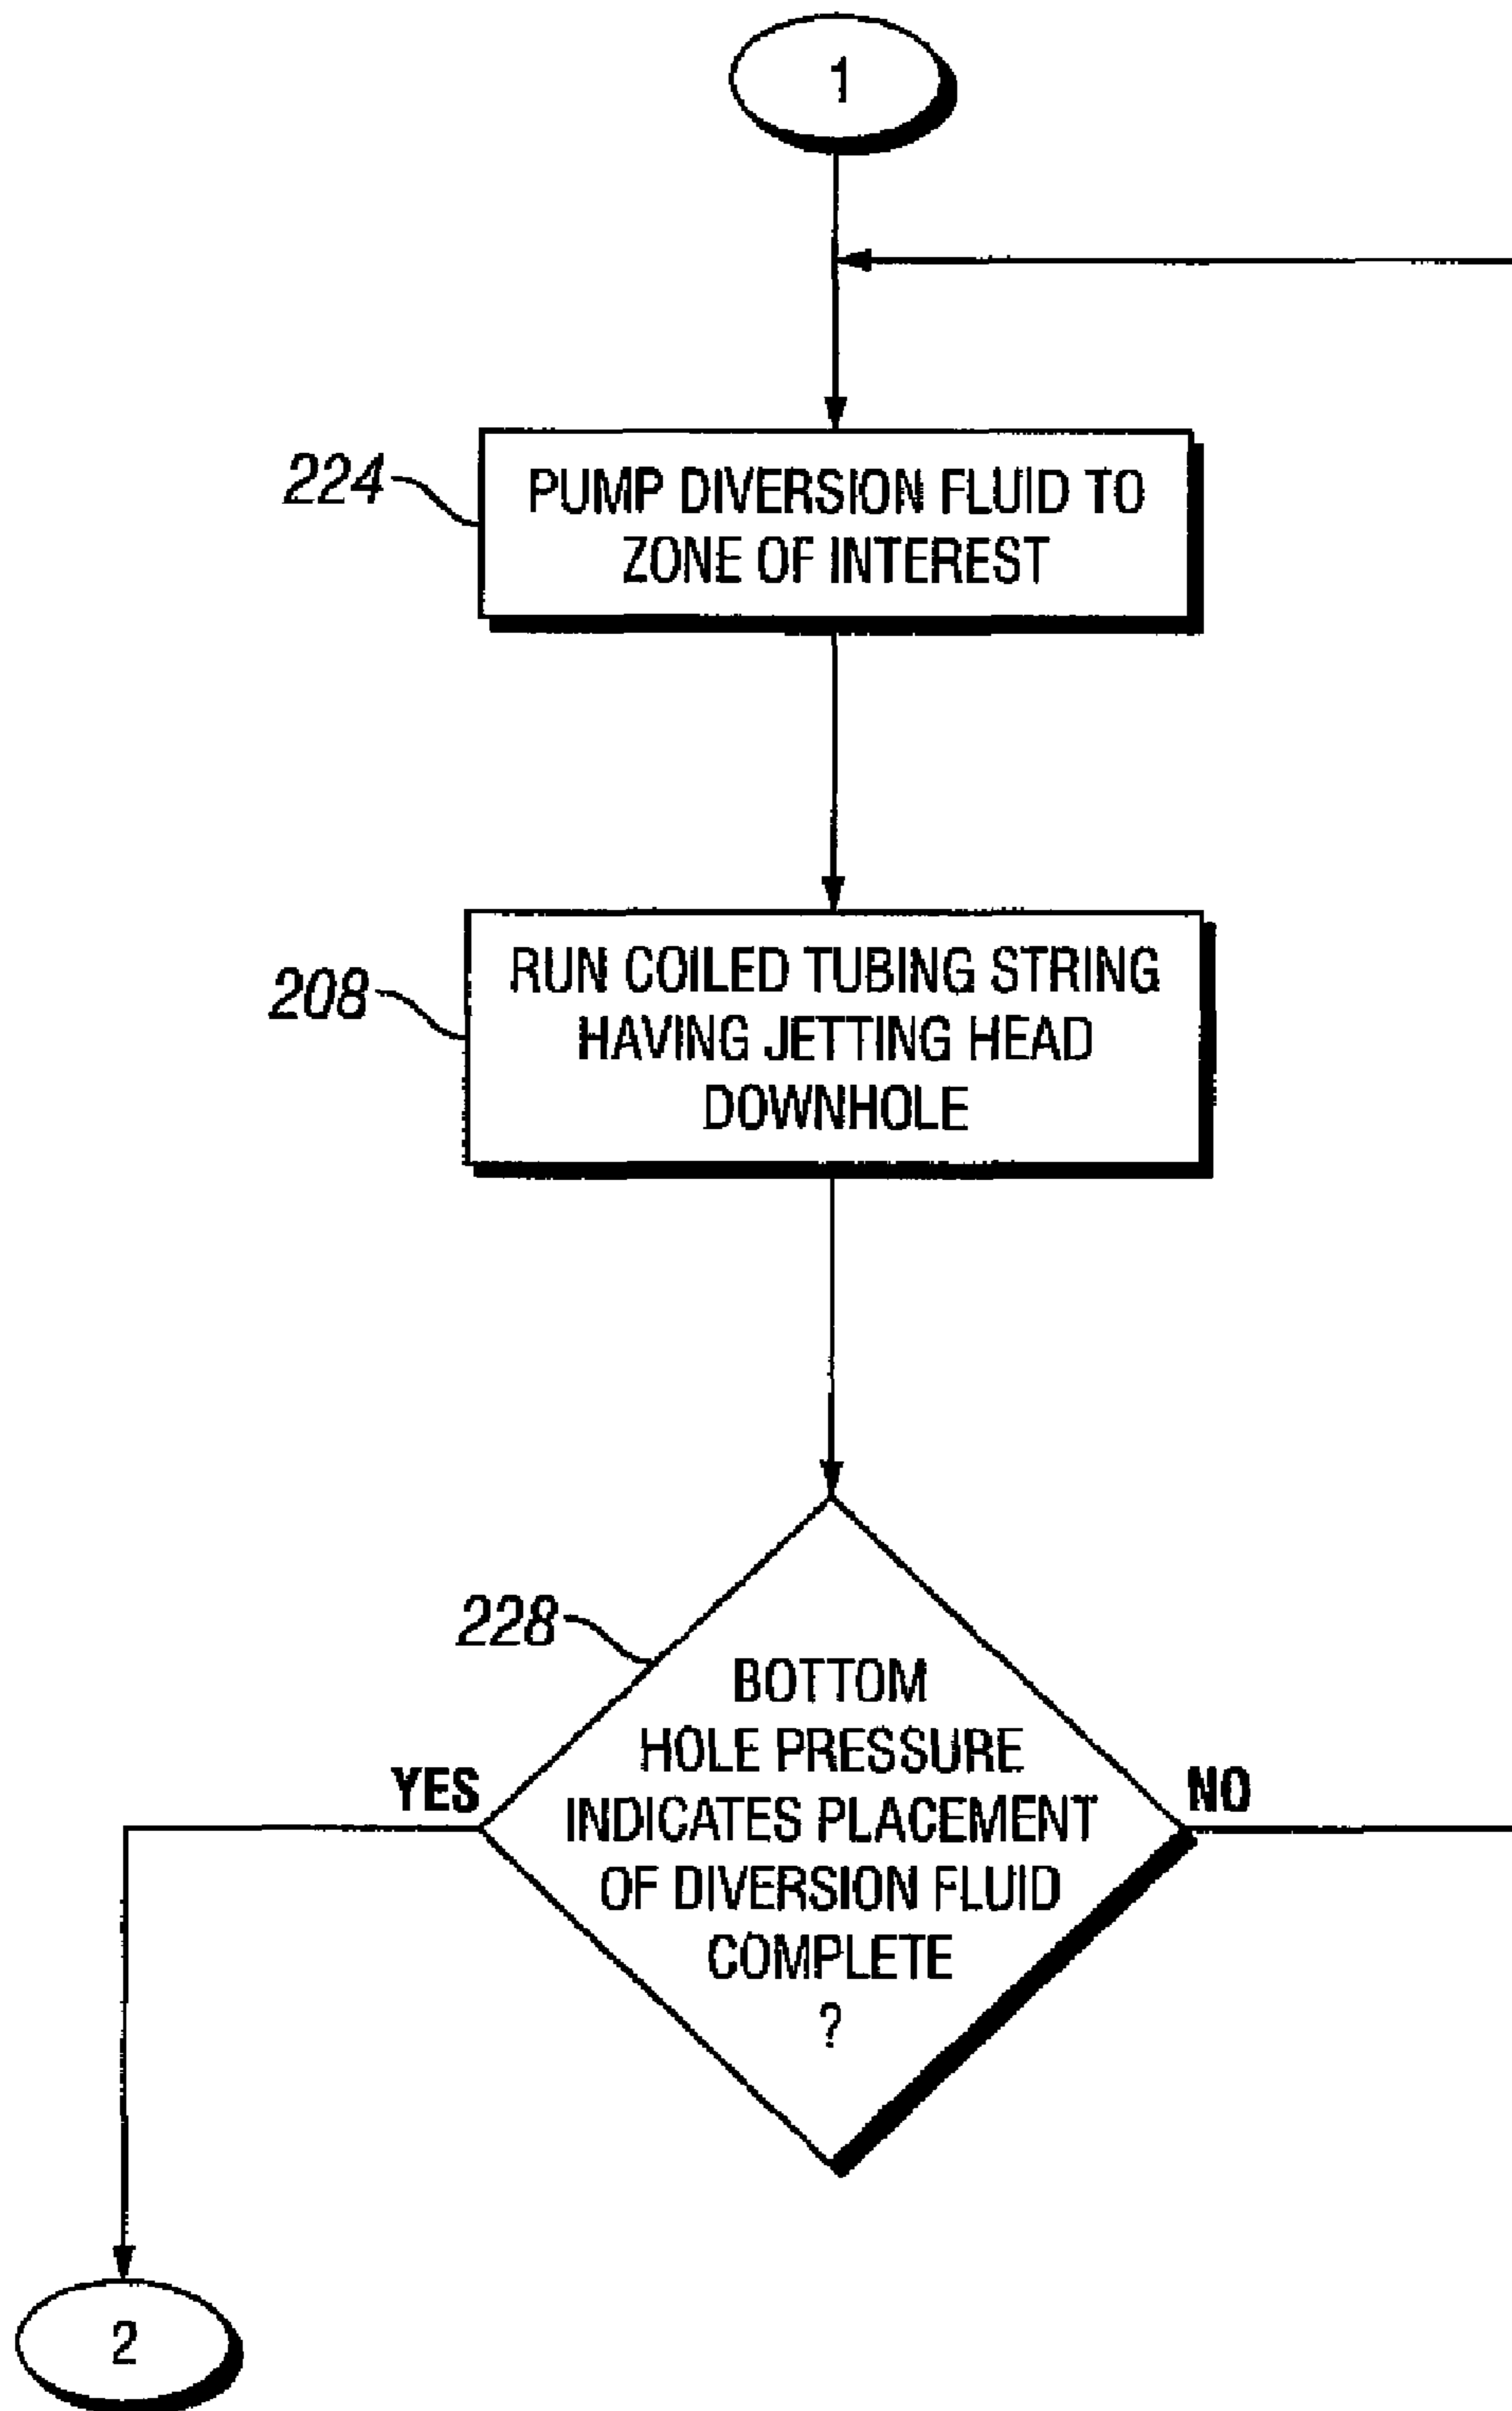 1
224
PUMP DIVERSION FLUID TO
ZONE OF INTEREST
208
RUN COILED TUBING STRING
HAVING JETTING HEAD
DOWNHOLE
228
BOTTOM
HOLE PRESSURE
INDICATES PLACEMENT
OF DIVERSION FLUID
COMPLETE
?
YES
NO
2